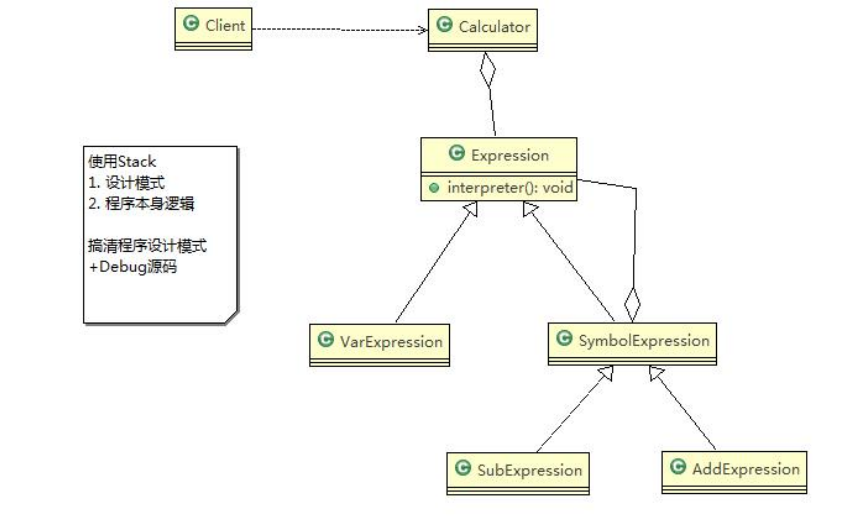 Client
Calculator
使用Stack
1. 设计模式
2. 程序本身逻辑
搞清程序设计模式
+Debug源码
Expression
interpreter(): void
VarExpression
SymbolExpression
SubExpression
AddExpression